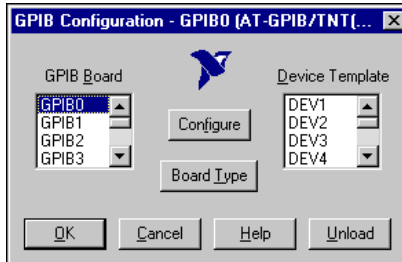 GPIB Configuration - GPIB0 (AT-GPIB/TNT(...
GPIB Board
Device Template
GPIB0
GPIB1
GPIB2
GPIB3
Configure
Board Type
DEV1
DEV2
DEV3
DEV4
OK
Cancel
Help
Unload